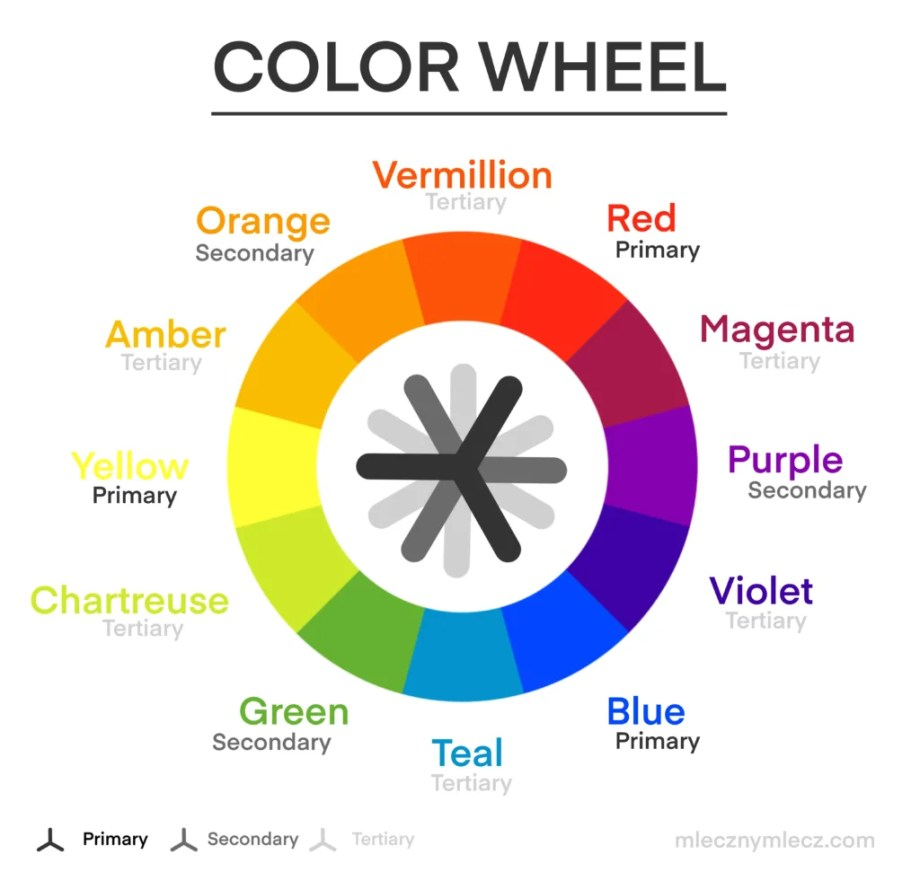 COLOR WHEEL
Vermillion
Tertiary
Orange
Secondary
Red
Primary
Amber
Tertiary
Magenta
Tertiary
Yellow
Primary
Purple
Secondary
Chartreuse
Tertiary
Violet
Tertiary
Green
Secondary
Blue
Primary
Teal
Tertiary
Primary
Secondary
Tertiary
mlecznymlecz.com